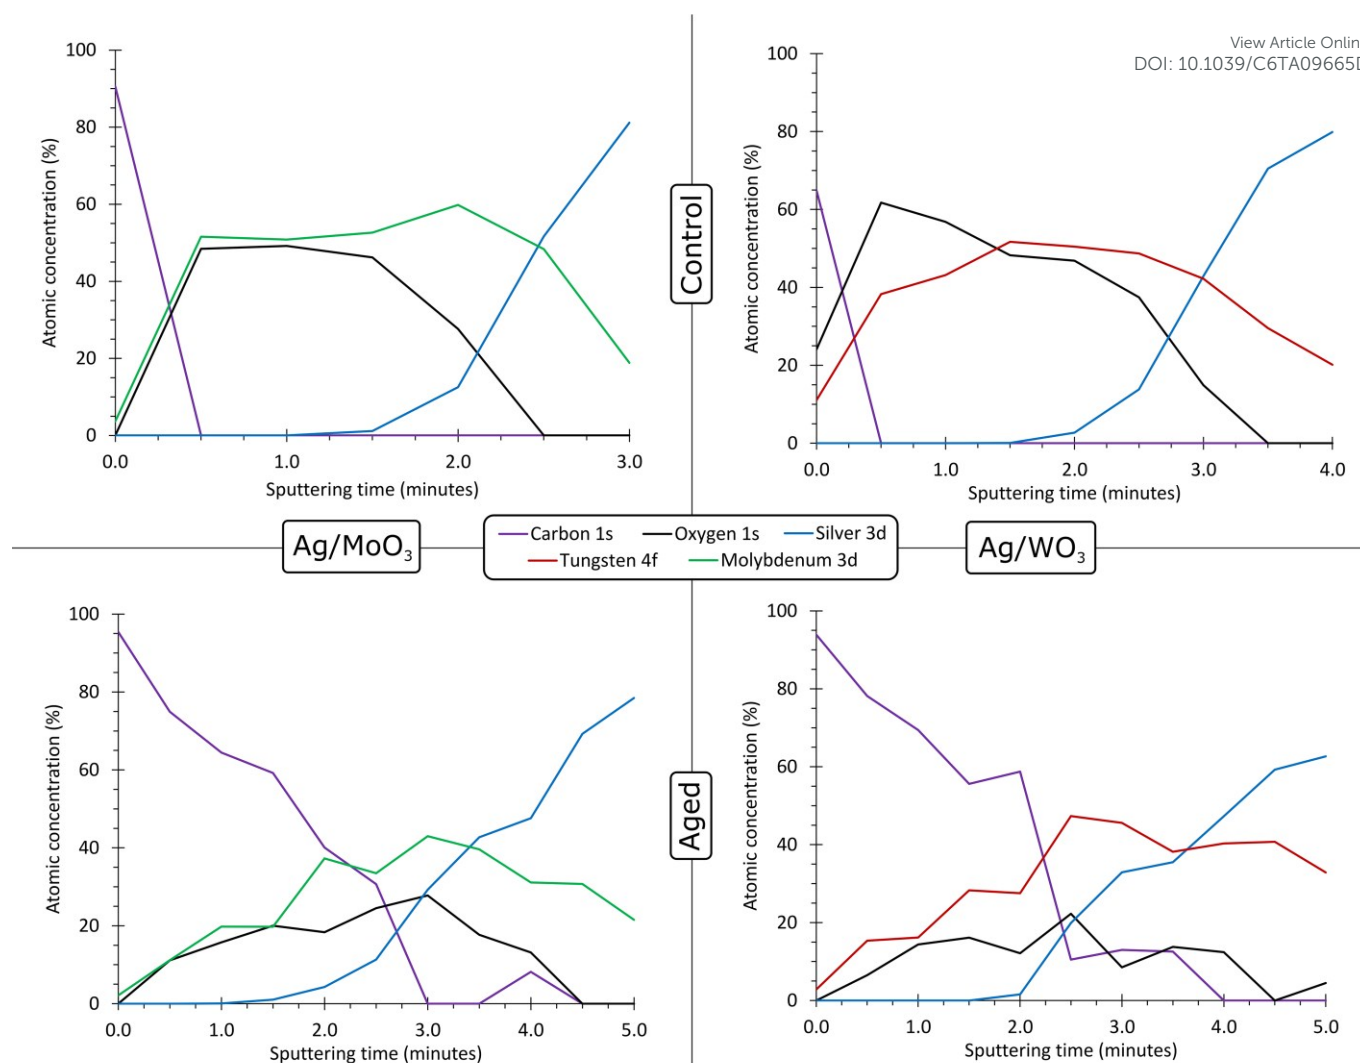 View Article Onlin
DOI: 10.1039/C6TA09665D
100
80
60
40
20
0
Atomic concentration (%)
0.0 1.0 2.0 3.0
Sputtering time (minutes)
Control
100
80
60
40
20
0
Atomic concentration (%)
0.0 1.0 2.0 3.0 4.0
Sputtering time (minutes)
Ag/MoO₃
Carbon 1s Oxygen 1s Silver 3d
Tungsten 4f Molybdenum 3d
Ag/WO₃
100
80
60
40
20
0
Atomic concentration (%)
0.0 1.0 2.0 3.0 4.0 5.0
Sputtering time (minutes)
Aged
100
80
60
40
20
0
Atomic concentration (%)
0.0 1.0 2.0 3.0 4.0 5.0
Sputtering time (minutes)